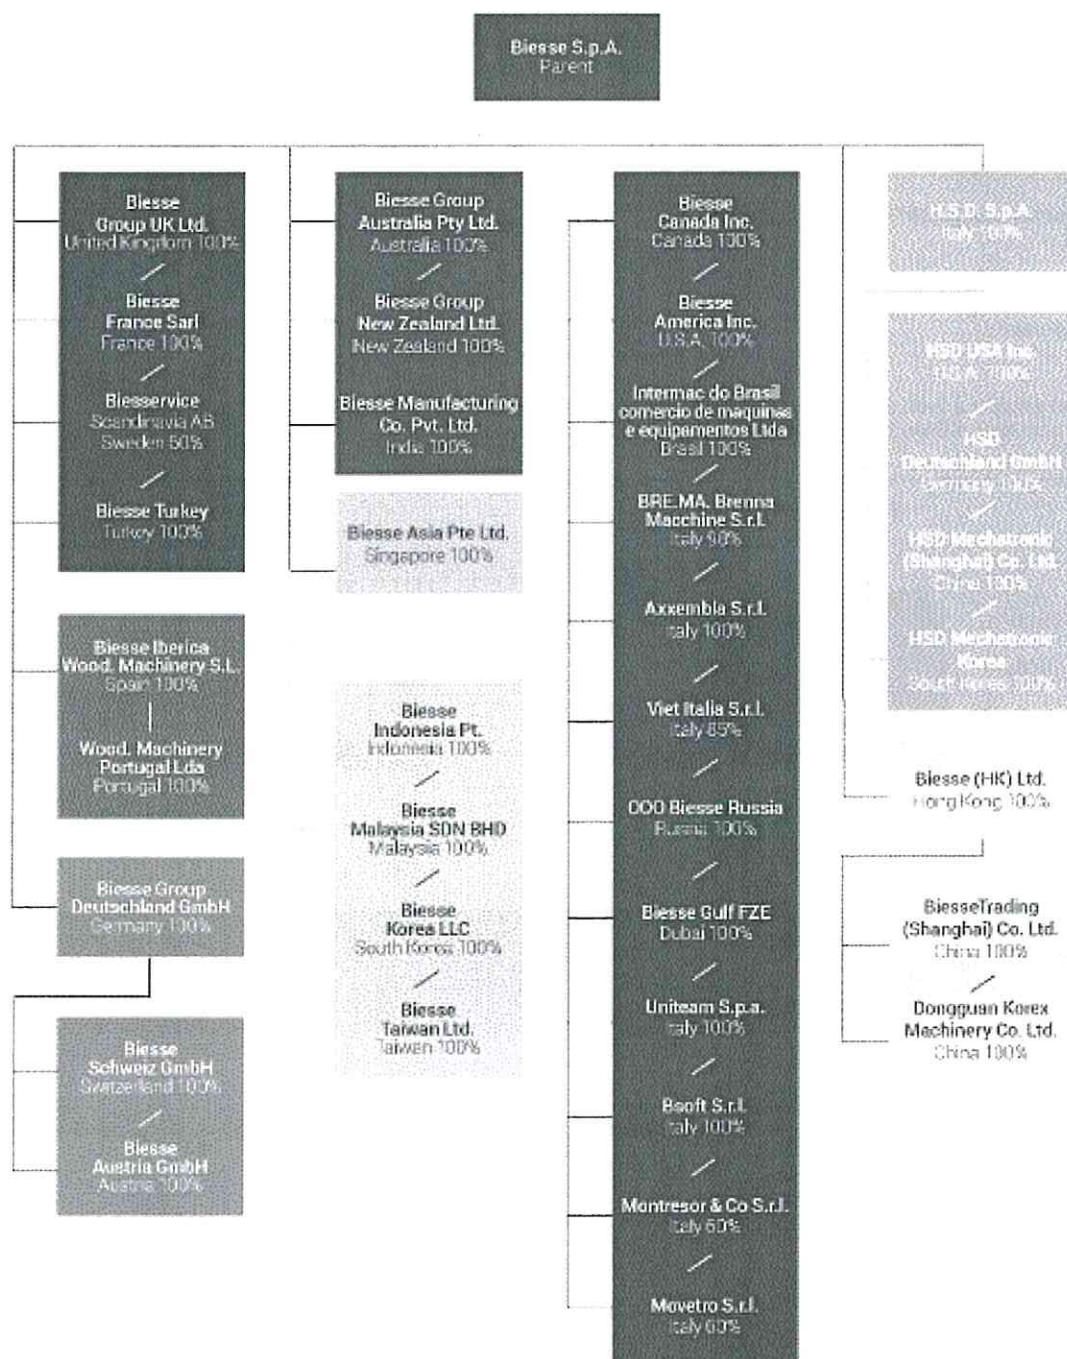 Biesse S.p.A.
Parent
Biesse
Group UK Ltd.
United Kingdom 100%
Biesse
France Sarl
France 100%
Biesservice
Scandinavia AB
Sweden 60%
Biesse Turkey
Turkey 100%
Biesse Iberica
Wood. Machinery S.L.
Spain 100%
Wood. Machinery
Portugal Lda
Portugal 100%
Biesse Group
Deutschland GmbH
Germany 100%
Biesse
Schweiz GmbH
Switzerland 100%
Biesse
Austria GmbH
Austria 100%
Biesse Group
Australia Pty Ltd.
Australia 100%
Biesse Group
New Zealand Ltd.
New Zealand 100%
Biesse Manufacturing
Co. Pvt. Ltd.
India 100%
Biesse Asia Pte Ltd.
Singapore 100%
Biesse
Indonesia Pt.
Indonesia 100%
Biesse
Malaysia SDN BHD
Malaysia 100%
Biesse
Korea LLC
South Korea 100%
Biesse
Taiwan Ltd.
Taiwan 100%
Biesse
Canada Inc.
Canada 100%
Biesse
America Inc.
U.S.A. 100%
Intermac do Brasil
comercio de maquinas
e equipamentos Ltda
Brasil 100%
BRE.MA. Brenna
Macchine S.r.l.
Italy 98%
Axxembla S.r.l.
Italy 100%
Viet Italia S.r.l.
Italy 85%
OOO Biesse Russia
Russia 100%
Biesse Gulf FZE
Dubai 100%
Uniteam S.p.a.
Italy 100%
Bsoft S.r.l.
Italy 100%
Montresor & Co S.r.l.
Italy 60%
Movetro S.r.l.
Italy 60%
H.S.D. S.p.A.
Italy 100%
HSD USA Inc.
U.S.A. 100%
HSD
Deutschland GmbH
Germany 100%
HSD Mechatronic
(Shanghai) Co. Ltd.
China 100%
HSD Mechatronic
Korea
South Korea 100%
Biesse (HK) Ltd.
Hong Kong 100%
BiesseTrading
(Shanghai) Co. Ltd.
China 100%
Dongguan Korex
Machinery Co. Ltd.
China 100%